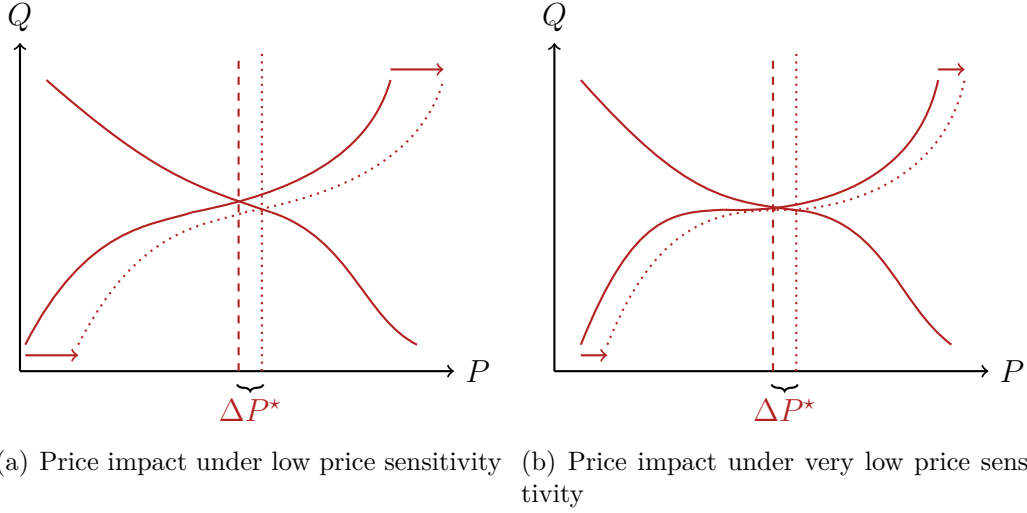 Q
P
ΔP⋆
(a) Price impact under low price sensitivity
Q
P
ΔP⋆
(b) Price impact under very low price sens
tivity